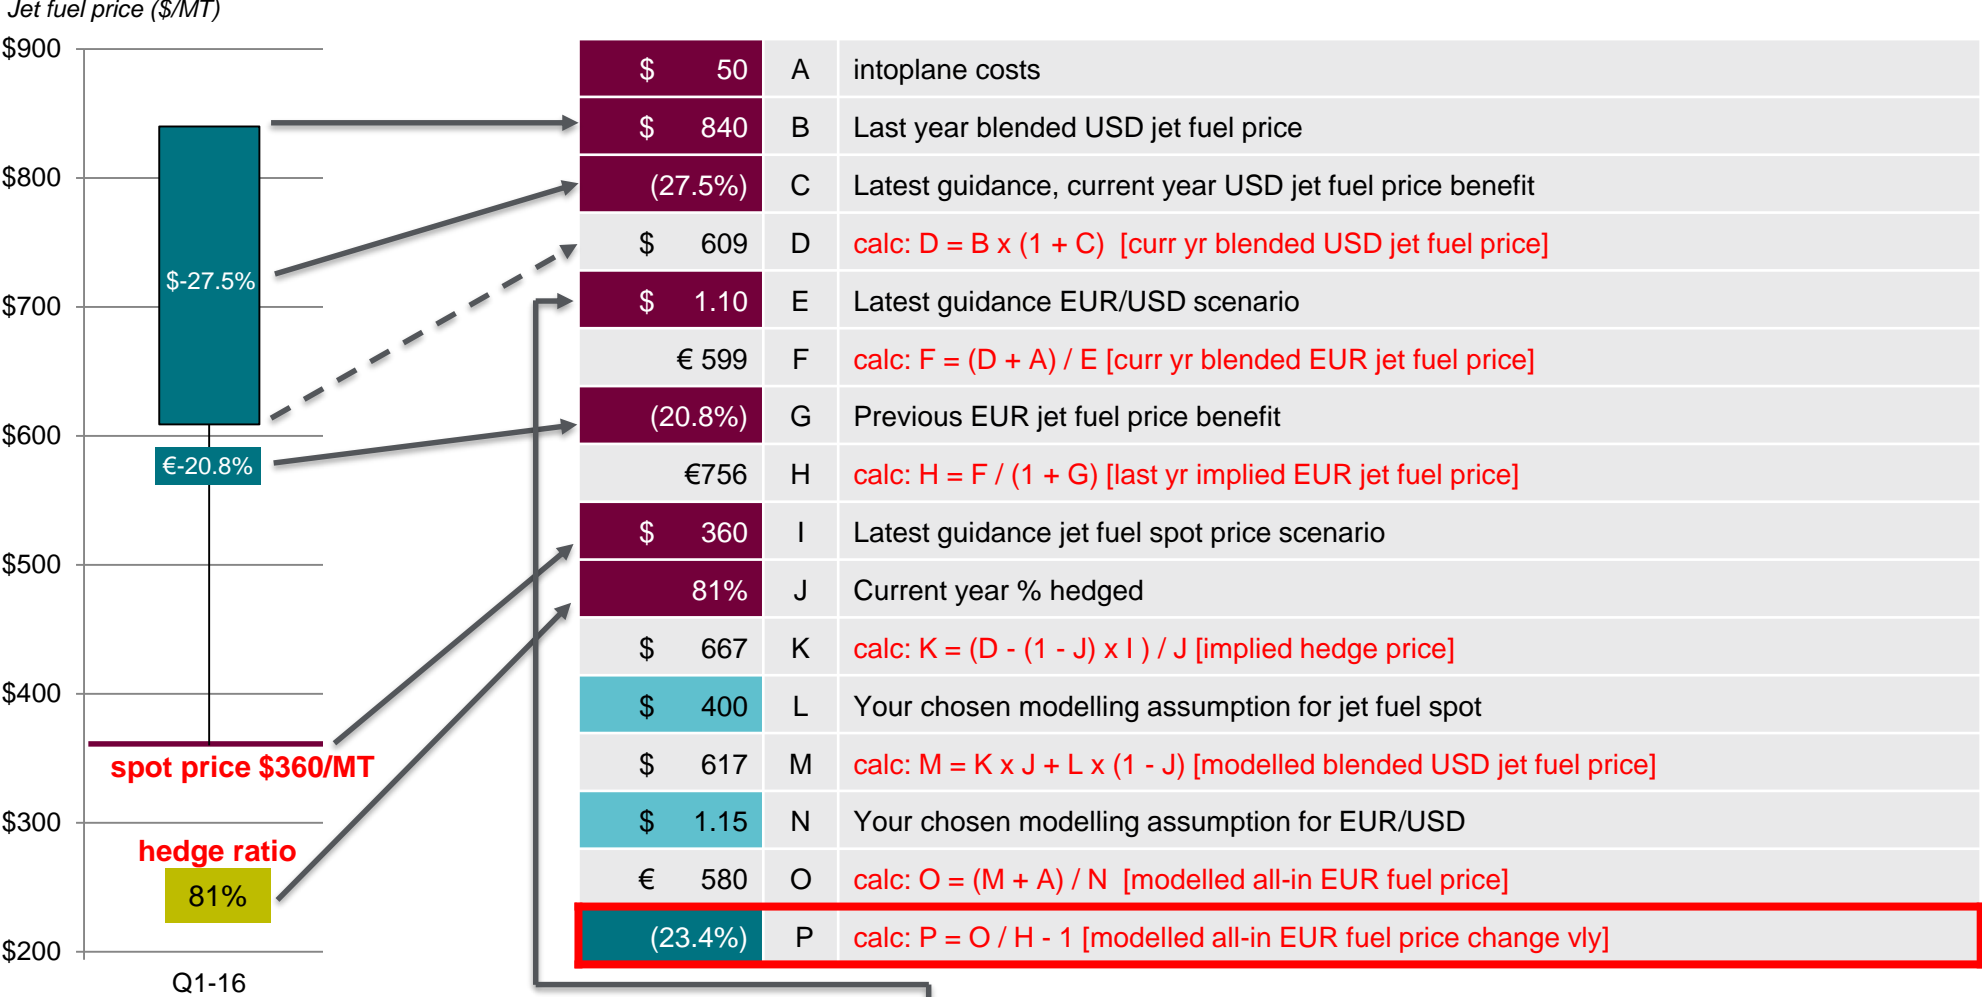 Jet fuel price ($/MT)
$900
$800
$700
$600
$500
$400
$300
$200
$-27.5%
€-20.8%
spot price $360/MT
hedge ratio
81%
Q1-16
$ 50 A intoplane costs
$ 840 B Last year blended USD jet fuel price
(27.5%) C Latest guidance, current year USD jet fuel price benefit
$ 609 D calc: D = B x (1 + C) [curr yr blended USD jet fuel price]
$ 1.10 E Latest guidance EUR/USD scenario
€ 599 F calc: F = (D + A) / E [curr yr blended EUR jet fuel price]
(20.8%) G Previous EUR jet fuel price benefit
€756 H calc: H = F / (1 + G) [last yr implied EUR jet fuel price]
$ 360 I Latest guidance jet fuel spot price scenario
81% J Current year % hedged
$ 667 K calc: K = (D - (1 - J) x I ) / J [implied hedge price]
$ 400 L Your chosen modelling assumption for jet fuel spot
$ 617 M calc: M = K x J + L x (1 - J) [modelled blended USD jet fuel price]
$ 1.15 N Your chosen modelling assumption for EUR/USD
€ 580 O calc: O = (M + A) / N [modelled all-in EUR fuel price]
(23.4%) P calc: P = O / H - 1 [modelled all-in EUR fuel price change vly]